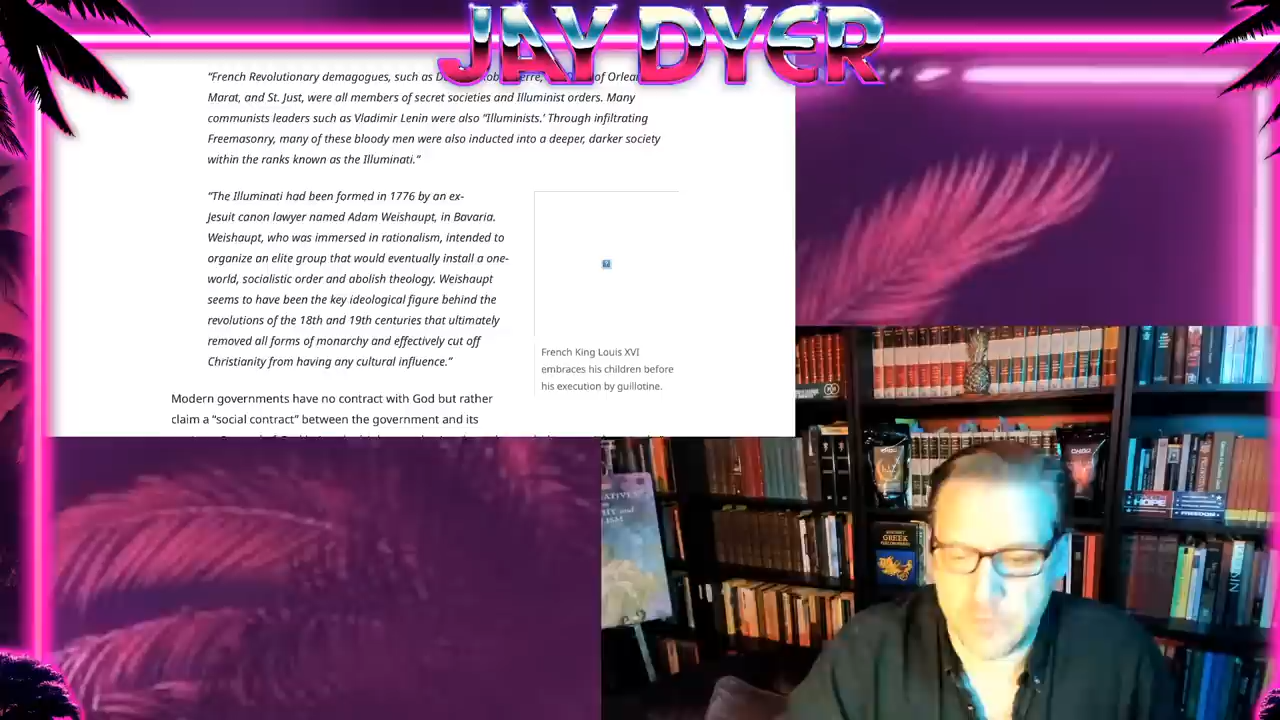 JAY DYER
“French Revolutionary demagogues, such as of Orlean
Marat, and St. Just, were all members of secret societies and Illuminist orders. Many
communists leaders such as Vladimir Lenin were also “Illuminists.’ Through infiltrating
Freemasonry, many of these bloody men were also inducted into a deeper, darker society
within the ranks known as the Illuminati.”
“The Illuminati had been formed in 1776 by an ex-
Jesuit canon lawyer named Adam Weishaupt, in Bavaria.
Weishaupt, who was immersed in rationalism, intended to
organize an elite group that would eventually install a one-
world, socialistic order and abolish theology. Weishaupt
seems to have been the key ideological figure behind the
revolutions of the 18th and 19th centuries that ultimately
removed all forms of monarchy and effectively cut off
Christianity from having any cultural influence.”
French King Louis XVI
embraces his children before
his execution by guillotine.
Modern governments have no contract with God but rather
claim a “social contract” between the government and its
HOPE
GREEK